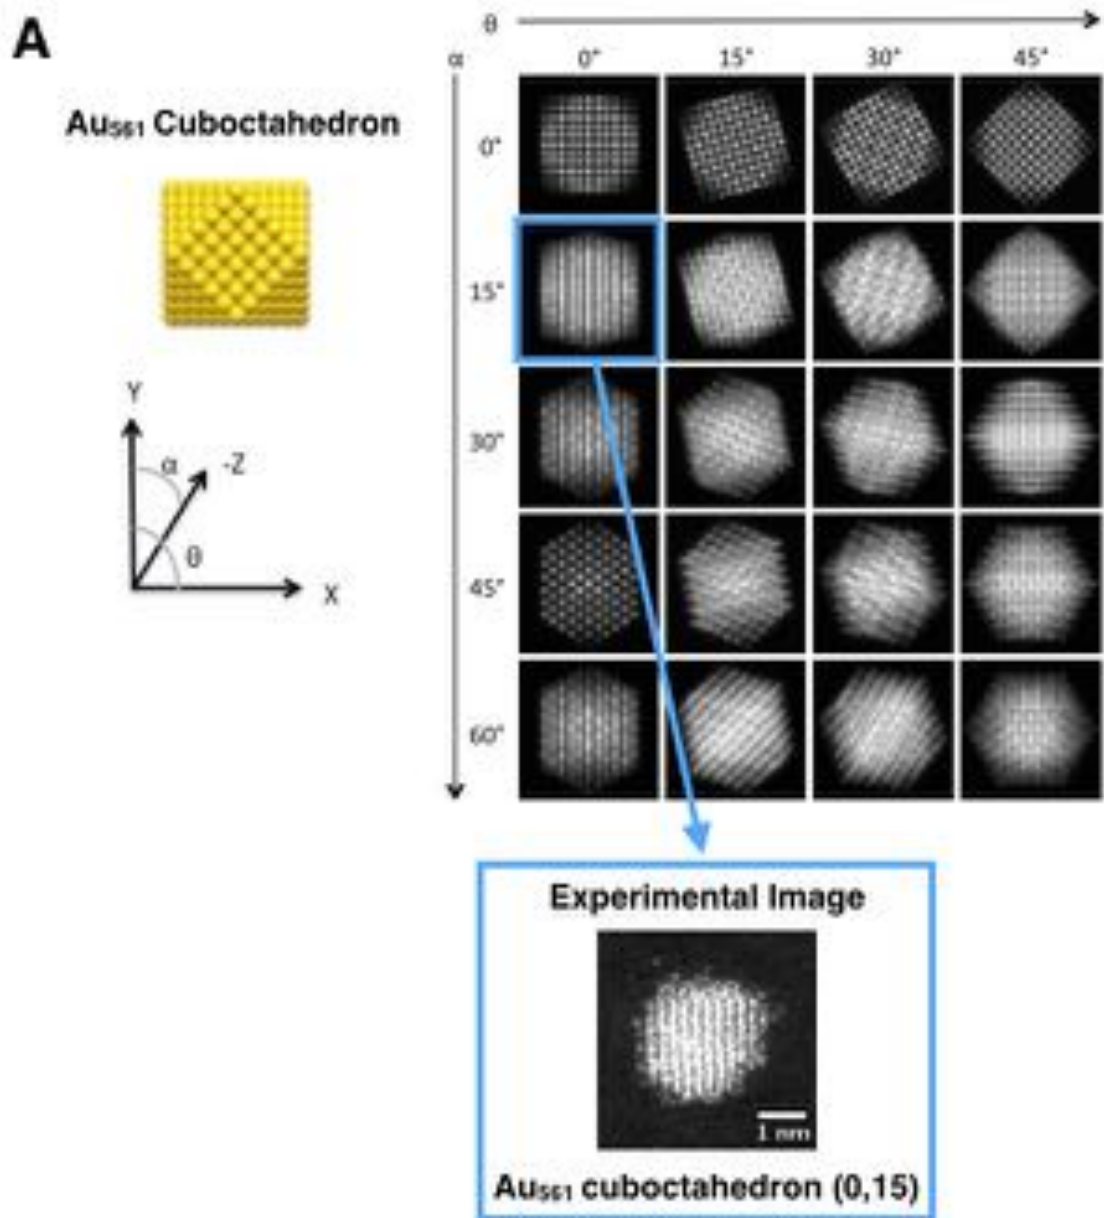 A
θ
α
0° 15° 30° 45°
Au₅₆₁ Cuboctahedron
0°
15°
30°
45°
60°
Y
α
-Z
θ
X
Experimental Image
1 nm
Au₅₆₁ cuboctahedron (0,15)